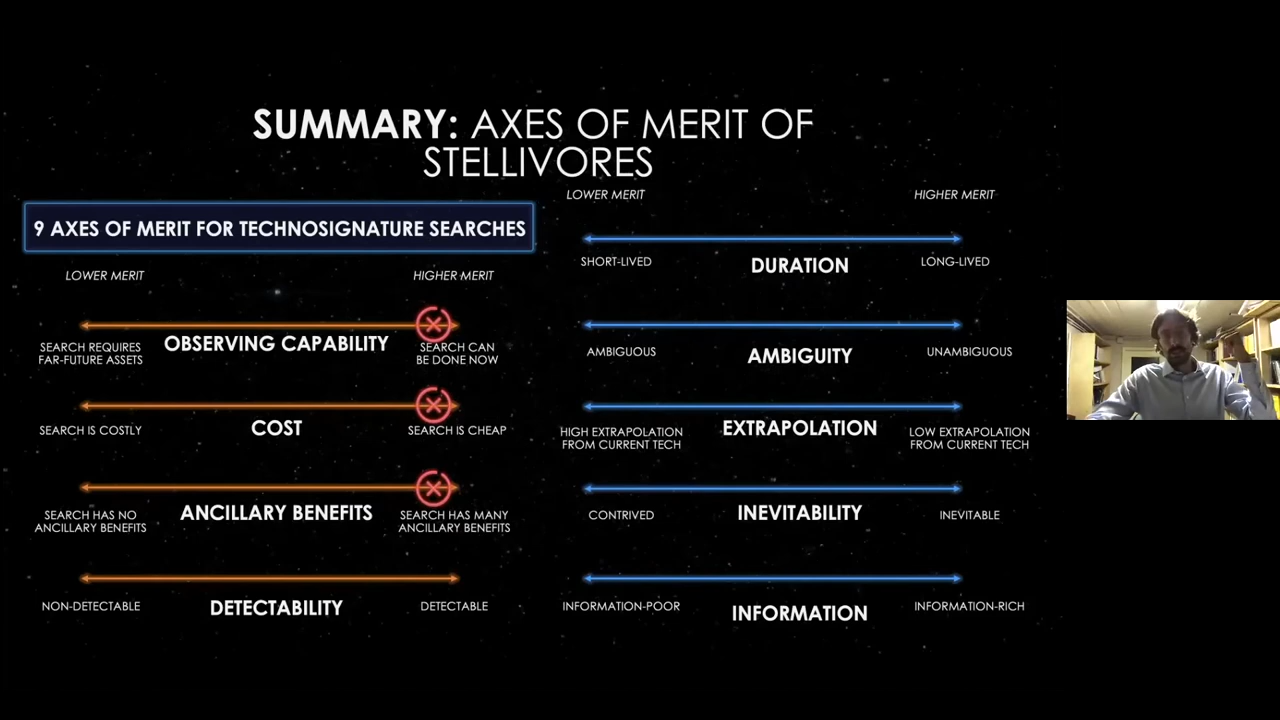 SUMMARY: AXES OF MERIT OF
STELLIVORES
9 AXES OF MERIT FOR TECHNOSIGNATURE SEARCHES
LOWER MERIT
HIGHER MERIT
OBSERVING CAPABILITY
SEARCH REQUIRES
FAR-FUTURE ASSETS
SEARCH CAN
BE DONE NOW
COST
SEARCH IS COSTLY
SEARCH IS CHEAP
ANCILLARY BENEFITS
SEARCH HAS NO
ANCILLARY BENEFITS
SEARCH HAS MANY
ANCILLARY BENEFITS
NON-DETECTABLE
DETECTABILITY
DETECTABLE
LOWER MERIT
HIGHER MERIT
SHORT-LIVED
DURATION
LONG-LIVED
AMBIGUOUS
AMBIGUITY
UNAMBIGUOUS
HIGH EXTRAPOLATION
FROM CURRENT TECH
EXTRAPOLATION
LOW EXTRAPOLATION
FROM CURRENT TECH
CONTRIVED
INEVITABILITY
INEVITABLE
INFORMATION-POOR
INFORMATION
INFORMATION-RICH